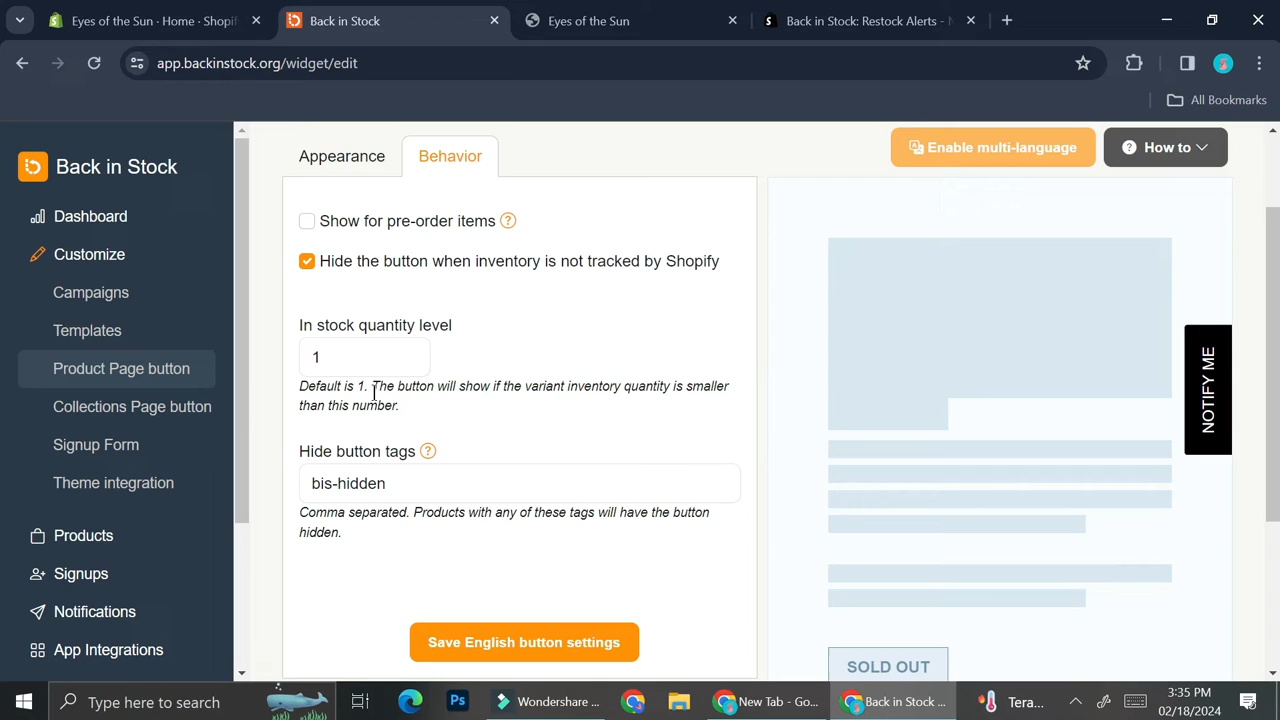 Eyes of the Sun - Home · Shopif
Back in Stock
Eyes of the Sun
Back in Stock: Restock Alerts - N
app.backinstock.org/widget/edit
All Bookmarks
Back in Stock
Dashboard
Customize
Campaigns
Templates
Product Page button
Collections Page button
Signup Form
Theme integration
Products
Signups
Notifications
App Integrations
Appearance
Behavior
Enable multi-language
How to
Show for pre-order items
Hide the button when inventory is not tracked by Shopify
In stock quantity level
1
Default is 1. The button will show if the variant inventory quantity is smaller
than this number.
Hide button tags
bis-hidden
Comma separated. Products with any of these tags will have the button
hidden.
Save English button settings
NOTIFY ME
SOLD OUT
Type here to search
Ps
Wondershare ...
New Tab - Go...
Back in Stock ...
Tera...
3:35 PM
02/18/2024